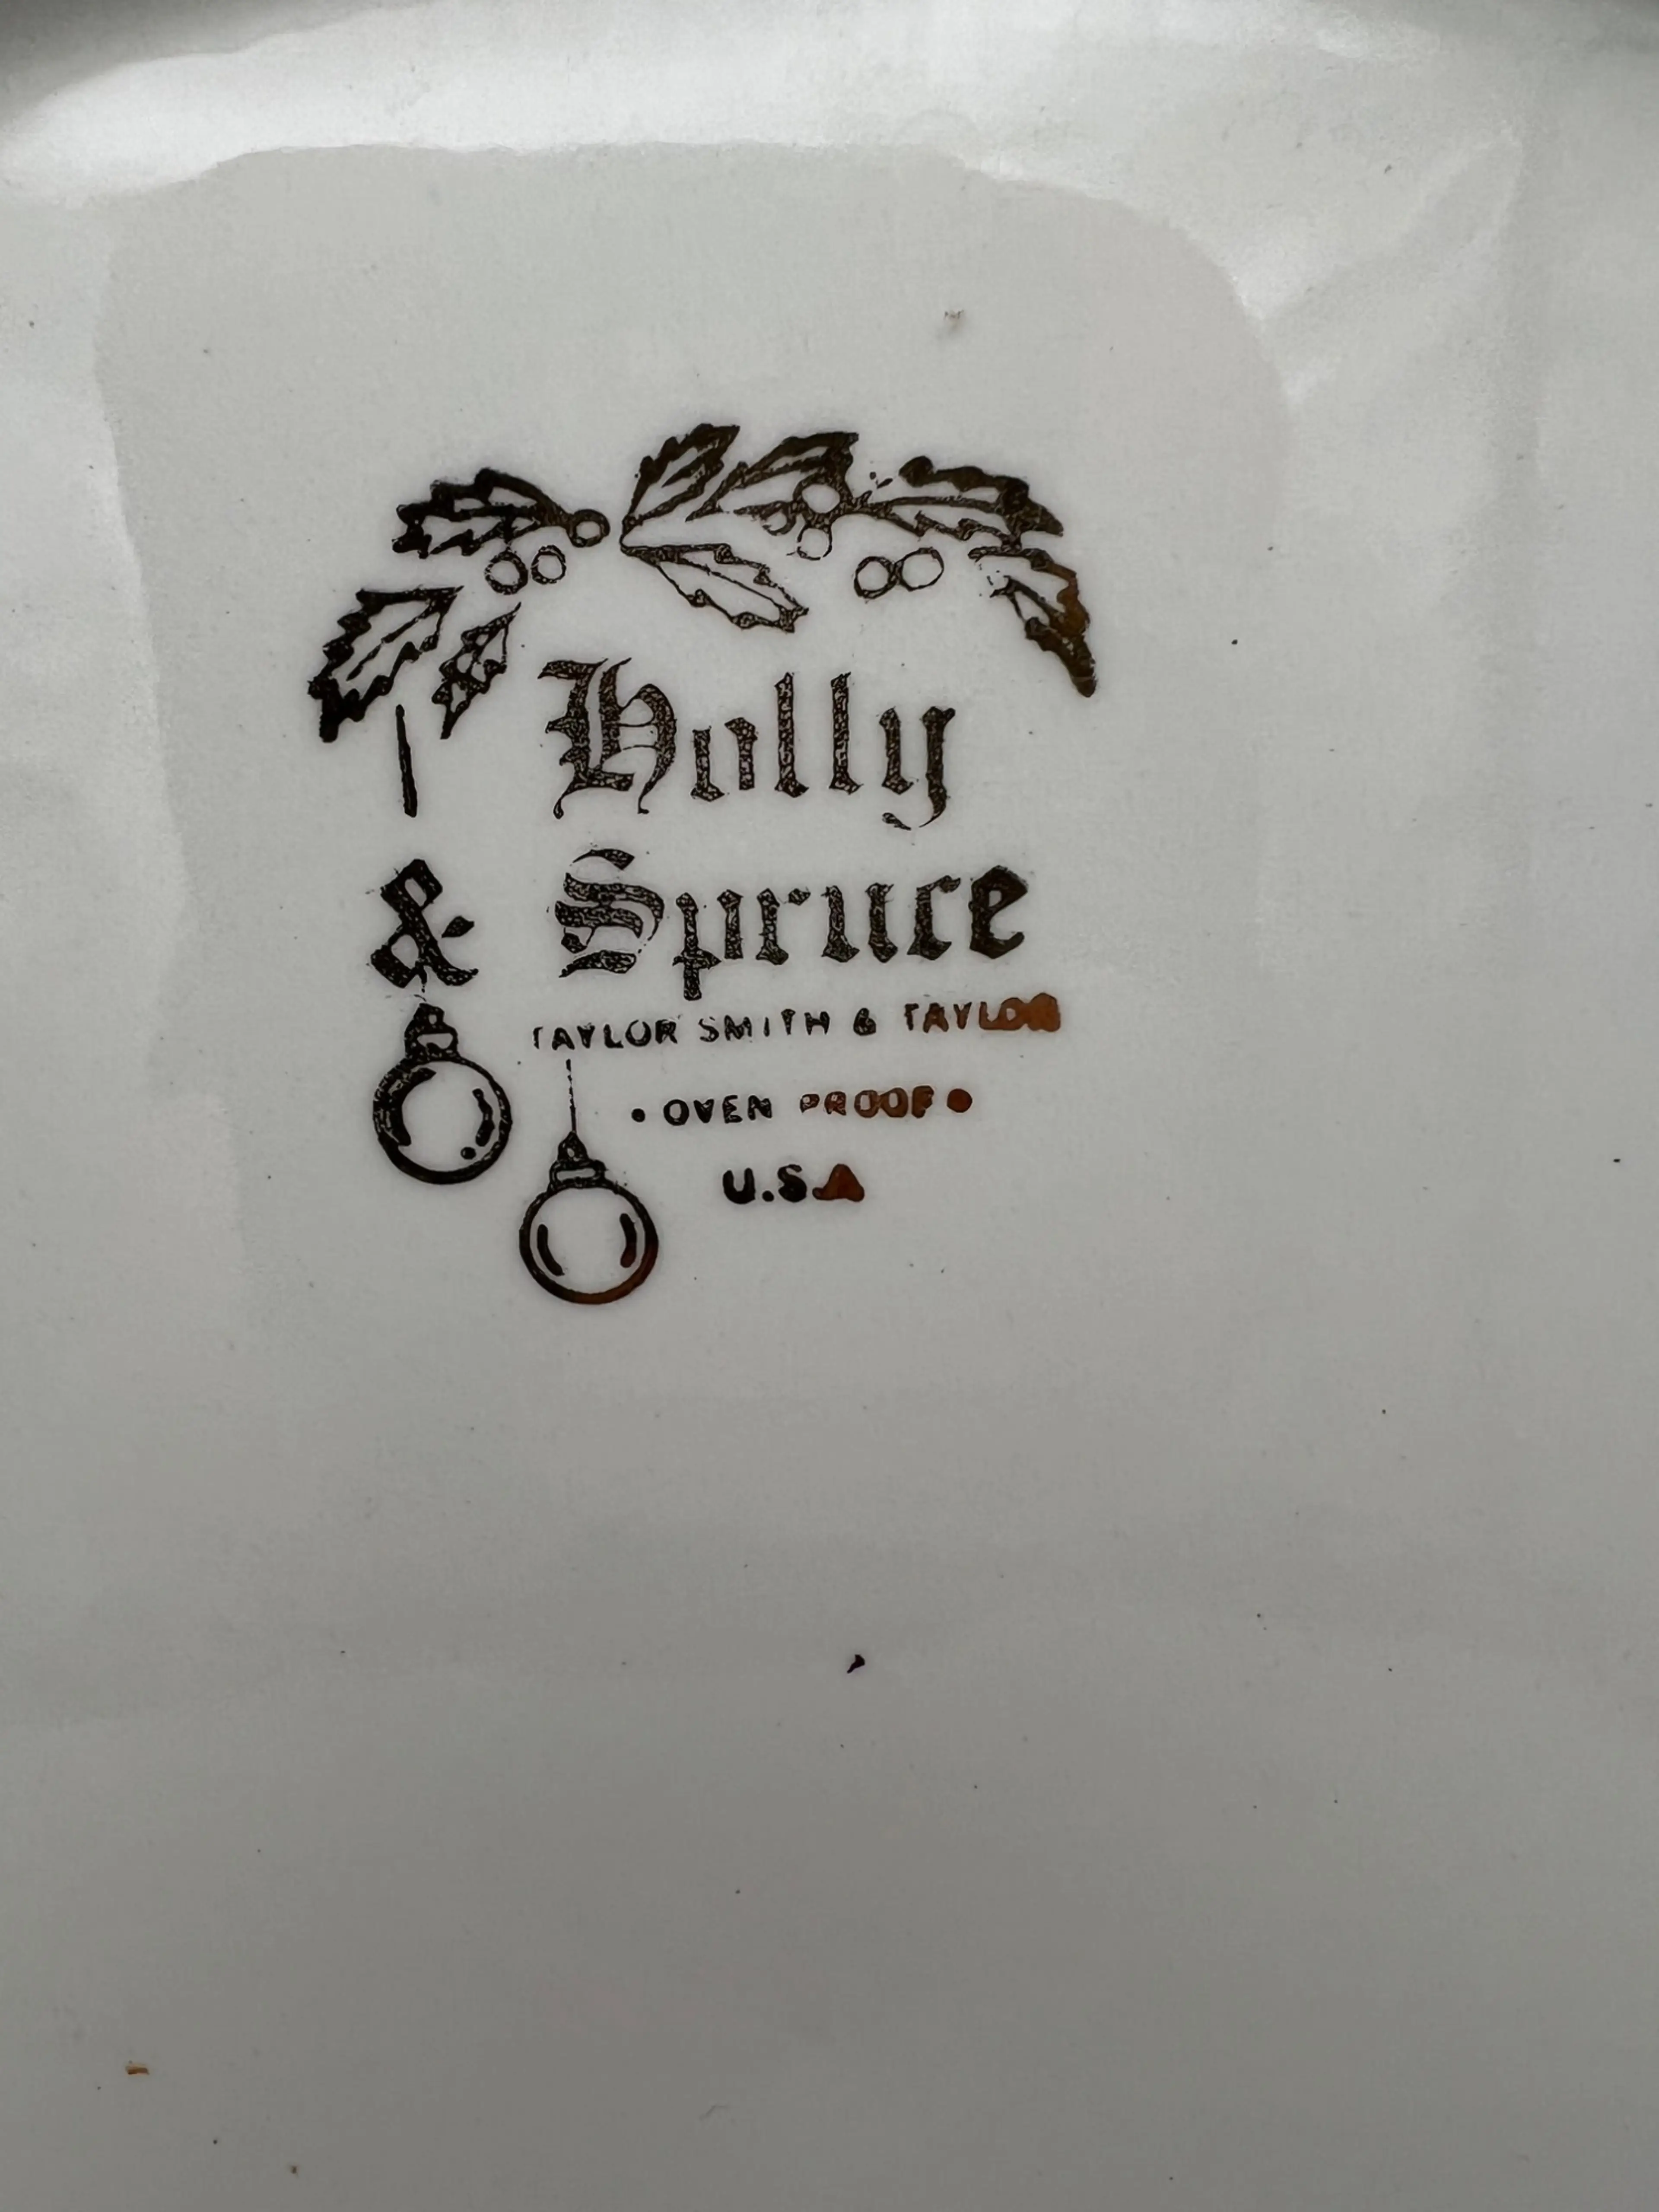 Holly
& Spruce
TAYLOR SMITH & TAYLOR
• OVEN PROOF •
U.S.A